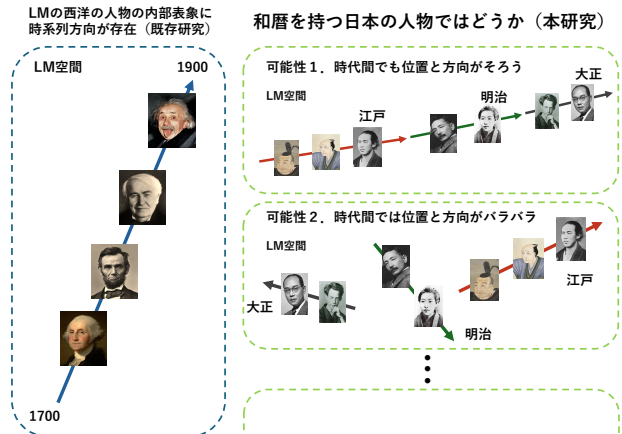 LMの西洋の人物の内部表象に
時系列方向が存在（既存研究）
LM空間
1900
1700
和暦を持つ日本の人物ではどうか（本研究）
可能性１．時代間でも位置と方向がそろう
LM空間
江戸
明治
大正
可能性２．時代間では位置と方向がバラバラ
LM空間
大正
明治
江戸